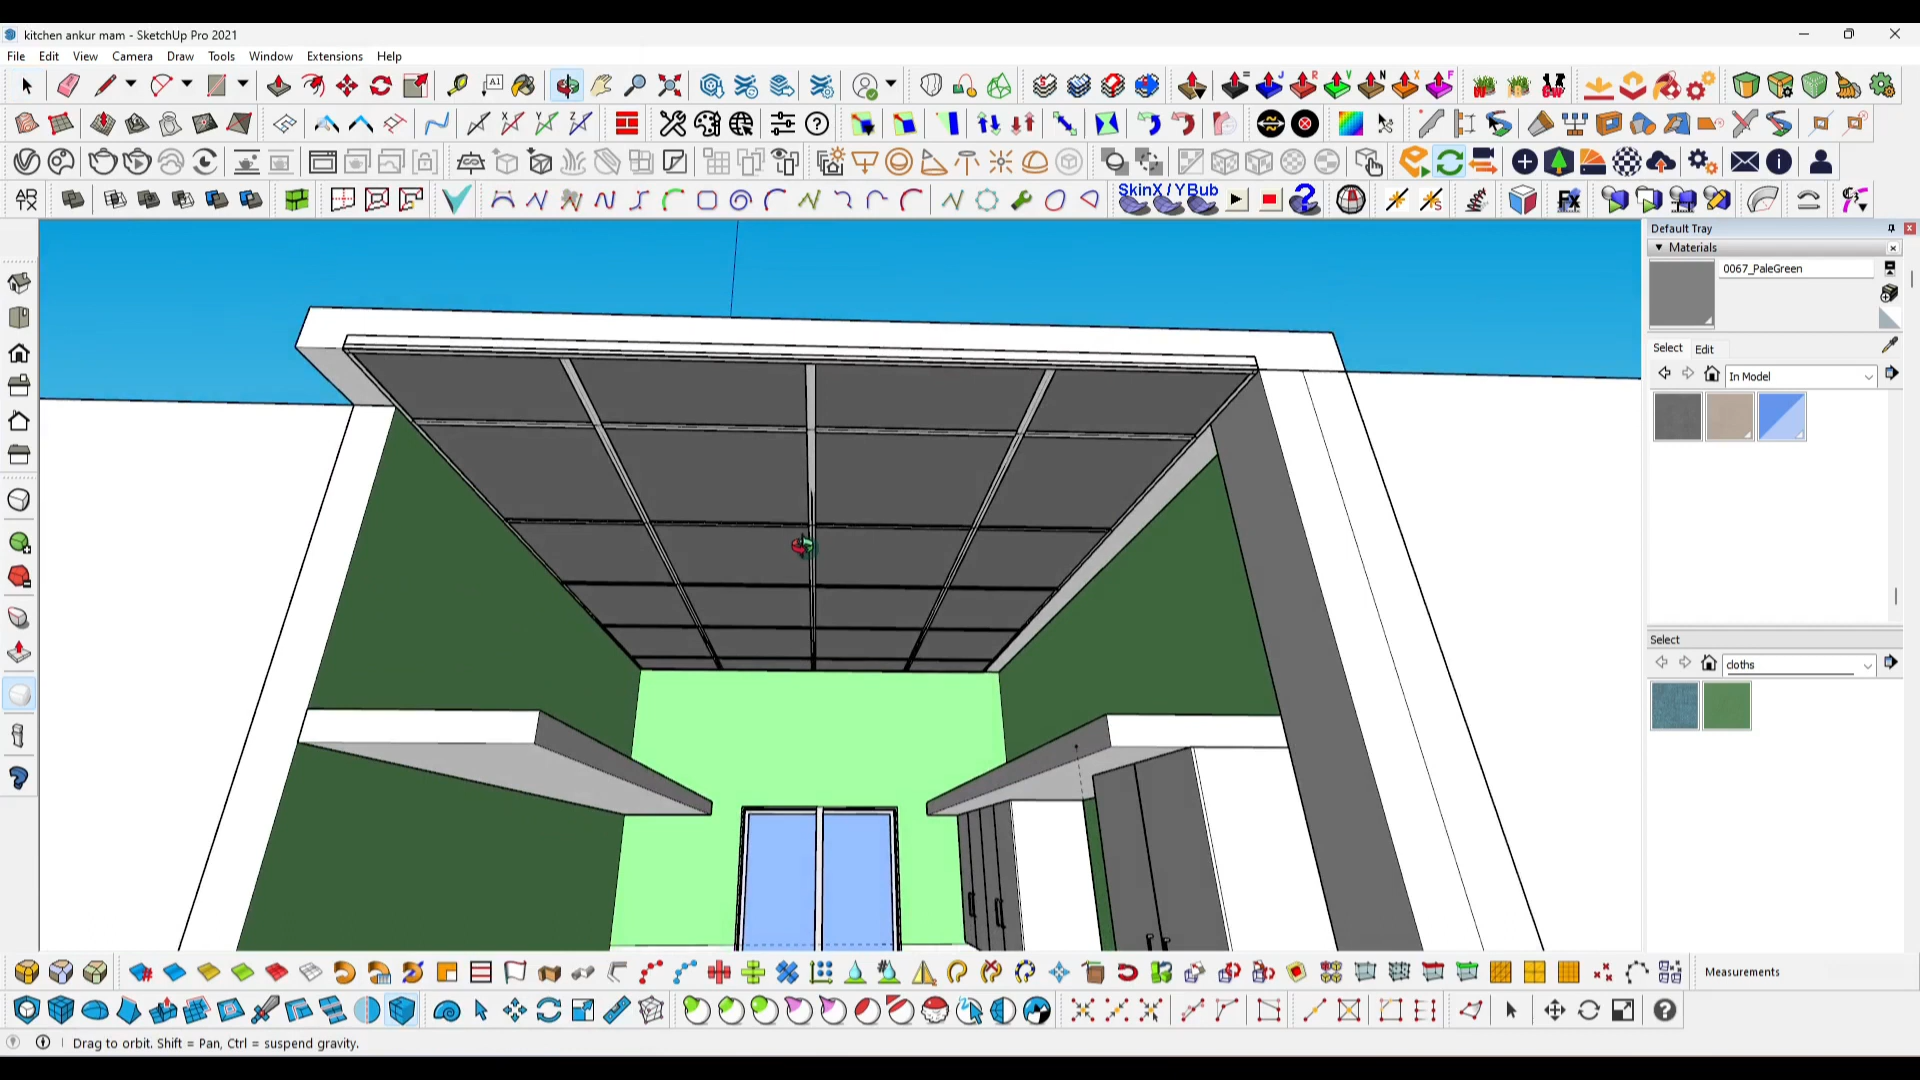 kitchen ankur mam - SketchUp Pro 2021
File Edit View Camera Draw Tools Window Extensions Help
SkinX / YBub
Default Tray
Materials
0067_PaleGreen
Select Edit
In Model
Select
cloths
Measurements
Drag to orbit. Shift = Pan, Ctrl = suspend gravity.